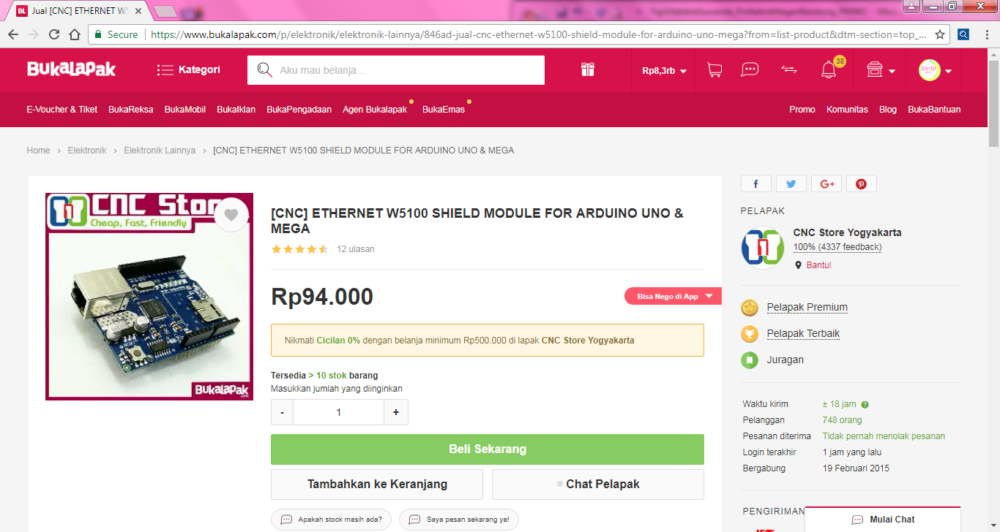 Jual [CNC] ETHERNET W5
Secure
https://www.bukalapak.com/p/elektronik/elektronik-lainnya/846ad-jual-cnc-ethernet-w5100-shield-module-for-arduino-uno-mega?from=list-product&dtm-section=top_...
BukaLapak
Kategori
Aku mau belanja...
Rp8,3rb
38
E-Voucher & Tiket BukaReksa BukaMobil BukaIklan BukaPengadaan Agen Bukalapak BukaEmas
Promo Komunitas Blog BukaBantuan
Home › Elektronik › Elektronik Lainnya › [CNC] ETHERNET W5100 SHIELD MODULE FOR ARDUINO UNO & MEGA
CNC Store
Cheap, Fast, Friendly
BukaLapak
.com
[CNC] ETHERNET W5100 SHIELD MODULE FOR ARDUINO UNO &
MEGA
12 ulasan
Rp94.000
Bisa Nego di App
Nikmati Cicilan 0% dengan belanja minimum Rp500.000 di lapak CNC Store Yogyakarta
Tersedia > 10 stok barang
Masukkan jumlah yang diinginkan
- 1 +
Beli Sekarang
Tambahkan ke Keranjang
Chat Pelapak
Apakah stock masih ada?
Saya pesan sekarang ya!
PELAPAK
CNC Store Yogyakarta
100% (4337 feedback)
Bantul
Pelapak Premium
Pelapak Terbaik
Juragan
Waktu kirim ± 18 jam
Pelanggan 748 orang
Pesanan diterima Tidak pernah menolak pesanan
Login terakhir 1 jam yang lalu
Bergabung 19 Februari 2015
PENGIRIMAN
Mulai Chat